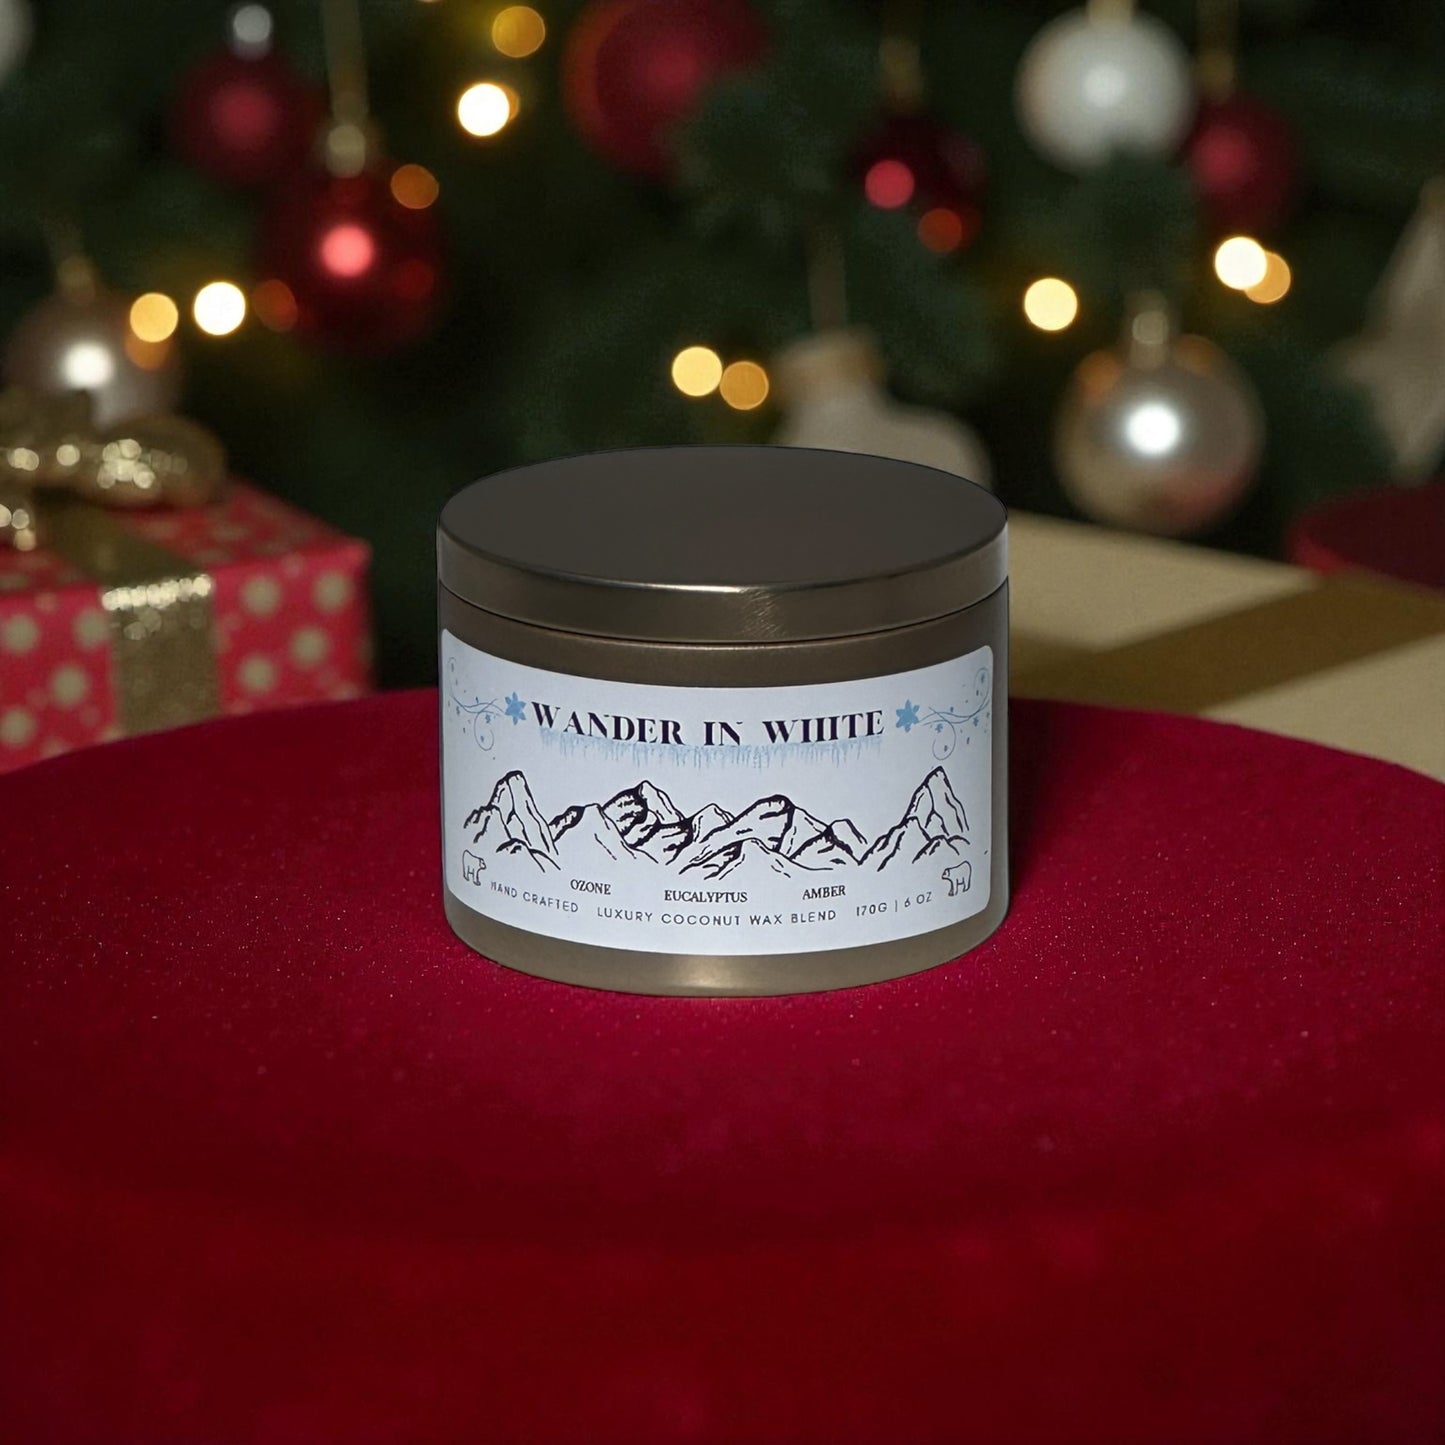 WANDER IN WHITE
OZONE EUCALYPTUS AMBER
HAND CRAFTED LUXURY COCONUT WAX BLEND 170G | 6 OZ